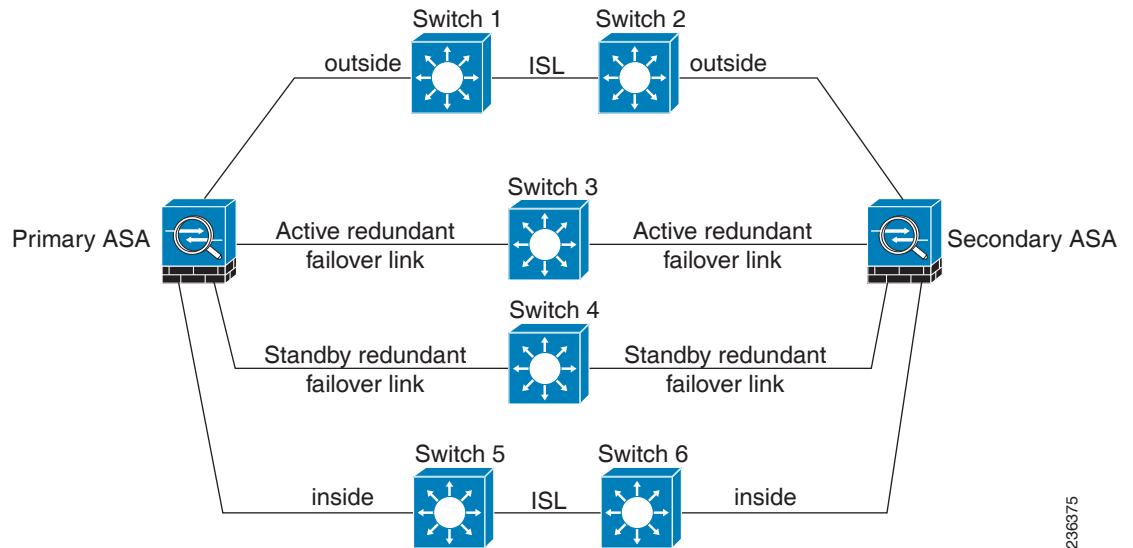 Switch 1
Switch 2
outside
ISL
outside
Switch 3
Primary ASA
Active redundant
failover link
Active redundant
failover link
Secondary ASA
Switch 4
Standby redundant
failover link
Standby redundant
failover link
Switch 5
Switch 6
inside
ISL
inside
236375